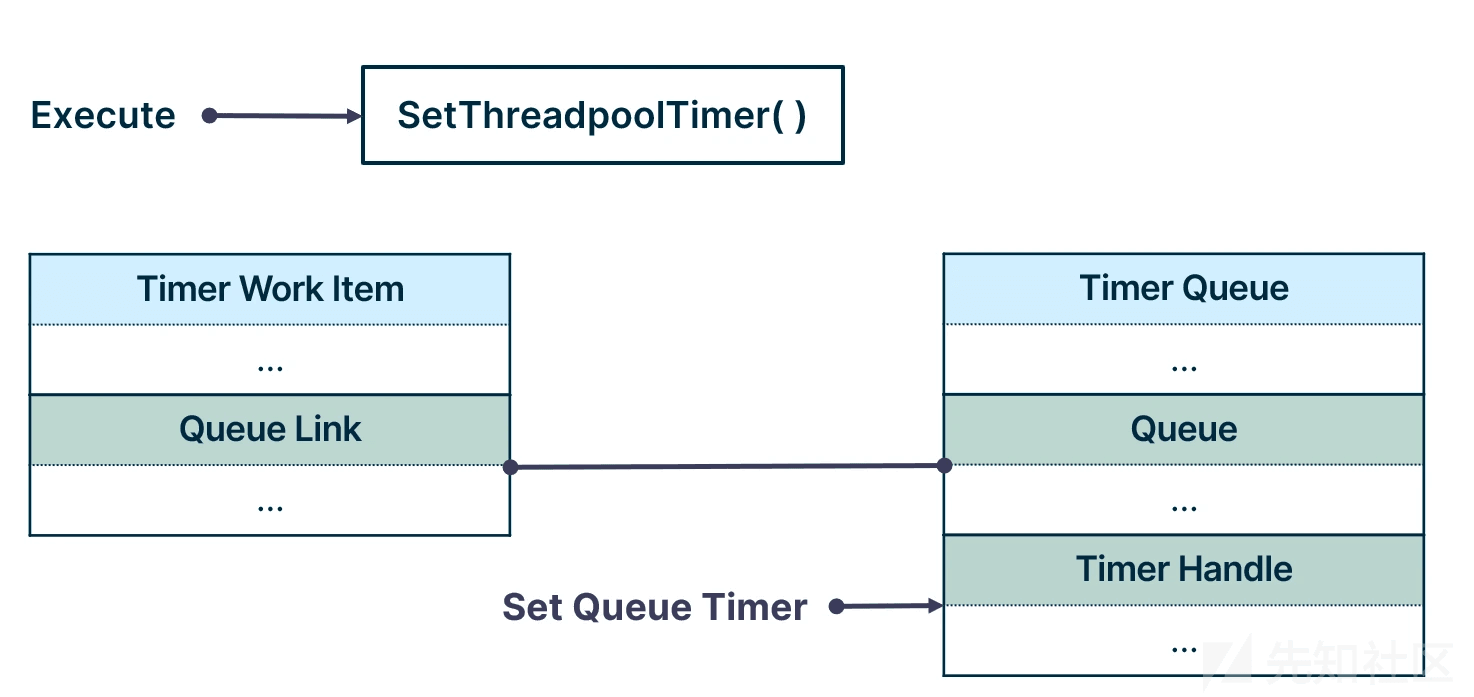 Execute
SetThreadpoolTimer( )
Timer Work Item
...
Queue Link
...
Timer Queue
...
Queue
...
Timer Handle
...
Set Queue Timer
先知社区